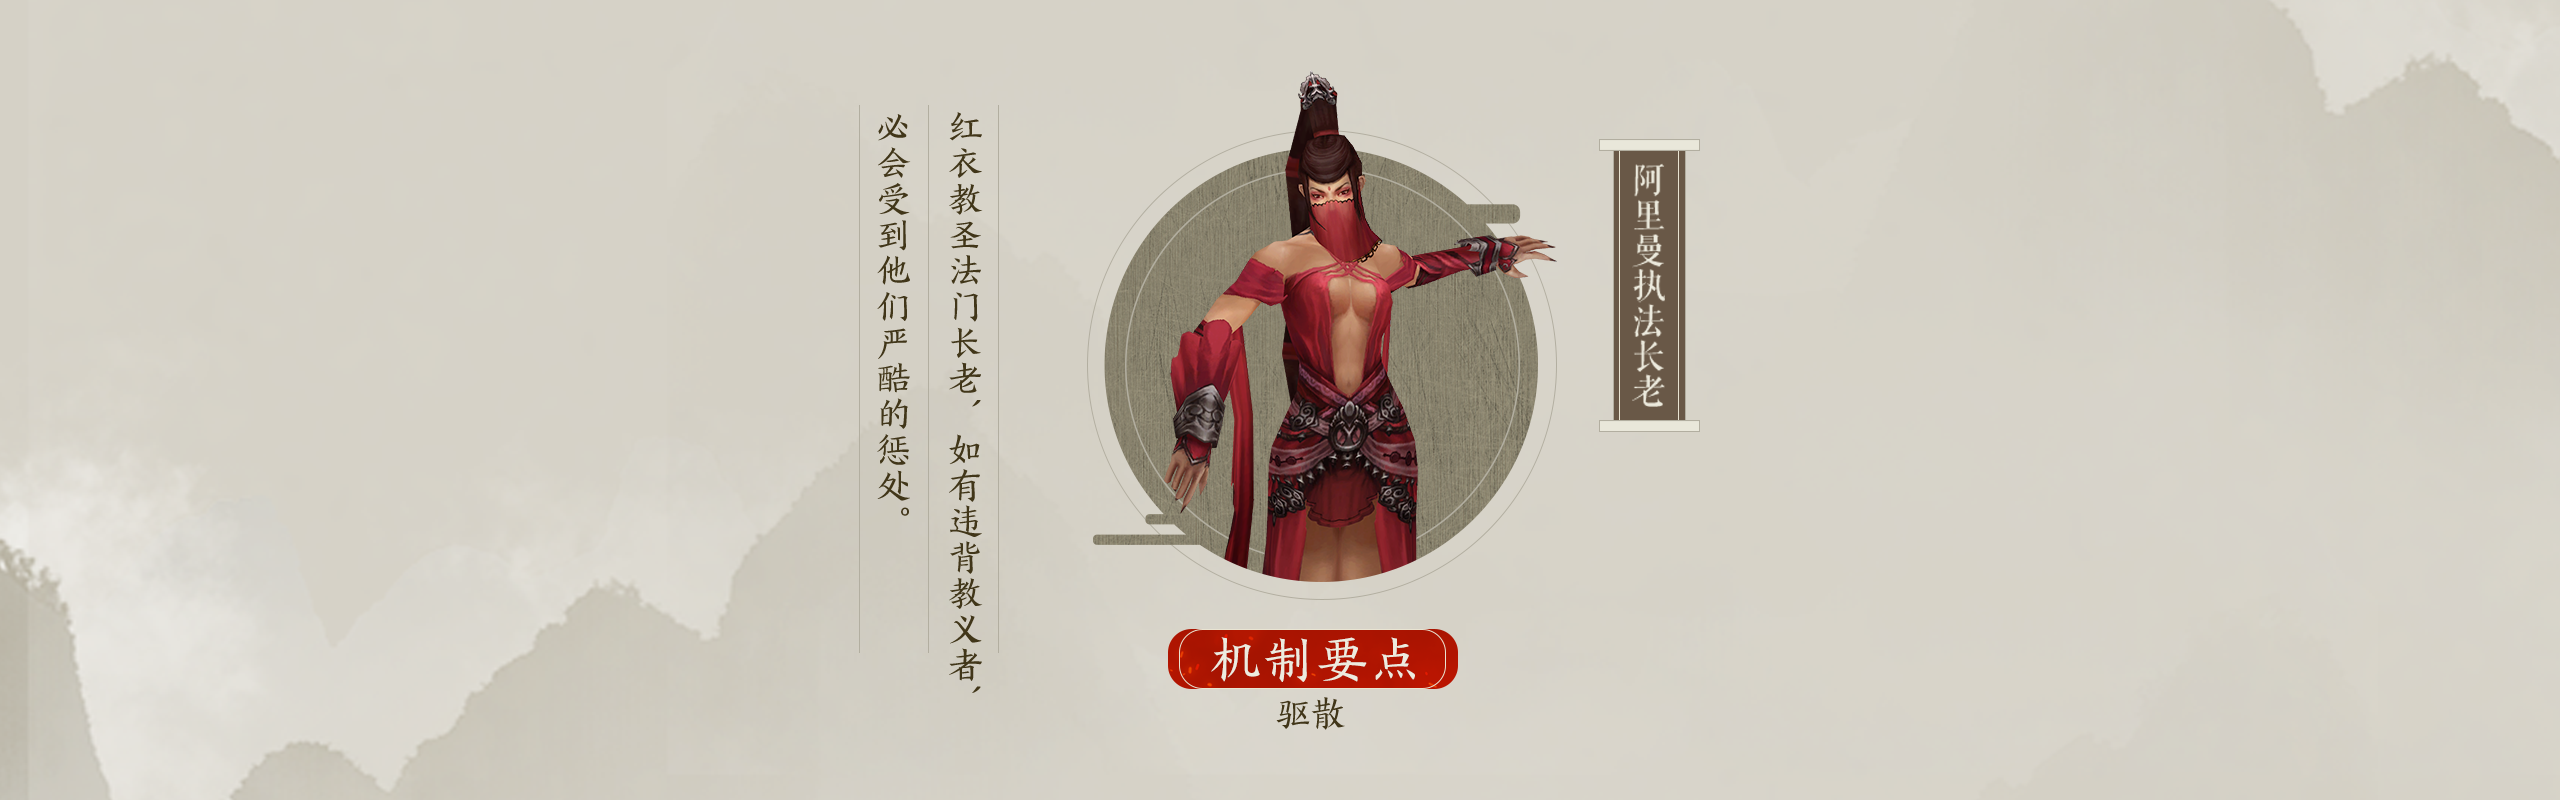 阿里曼执法长老
红衣教圣法门长老，如有违背教义者，
必会受到他们严酷的惩处。
机制要点
驱散